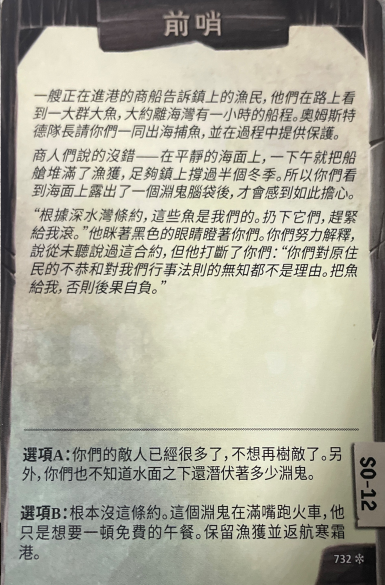 前哨
一艘正在進港的商船告訴鎮上的漁民，他們在路上看
到一大群大魚，大約離海灣有一小時的船程。奧姆斯特
德隊長請你們一同出海捕魚，並在過程中提供保護。
商人們說的沒錯——在平靜的海面上，一下午就把船
艙堆滿了漁獲，足夠鎮上撐過半個冬季。所以你們看
到海面上露出了一個淵鬼腦袋後，才會感到如此擔心。
“根據深水灣條約，這些魚是我們的。扔下它們，趕緊
給我滾。”他眯著黑色的眼睛瞪著你們。你們努力解釋，
說從未聽說過這合約，但他打斷了你們：“你們對原住
民的不恭和對我們行事法則的無知都不是理由。把魚
給我，否則後果自負。”
選項A：你們的敵人已經很多了，不想再樹敵了。另
外，你們也不知道水面之下還潛伏著多少淵鬼。
選項B：根本沒這條約。這個淵鬼在滿嘴跑火車，他
只是想要一頓免費的午餐。保留漁獲並返航寒霜
港。
SO-12
732